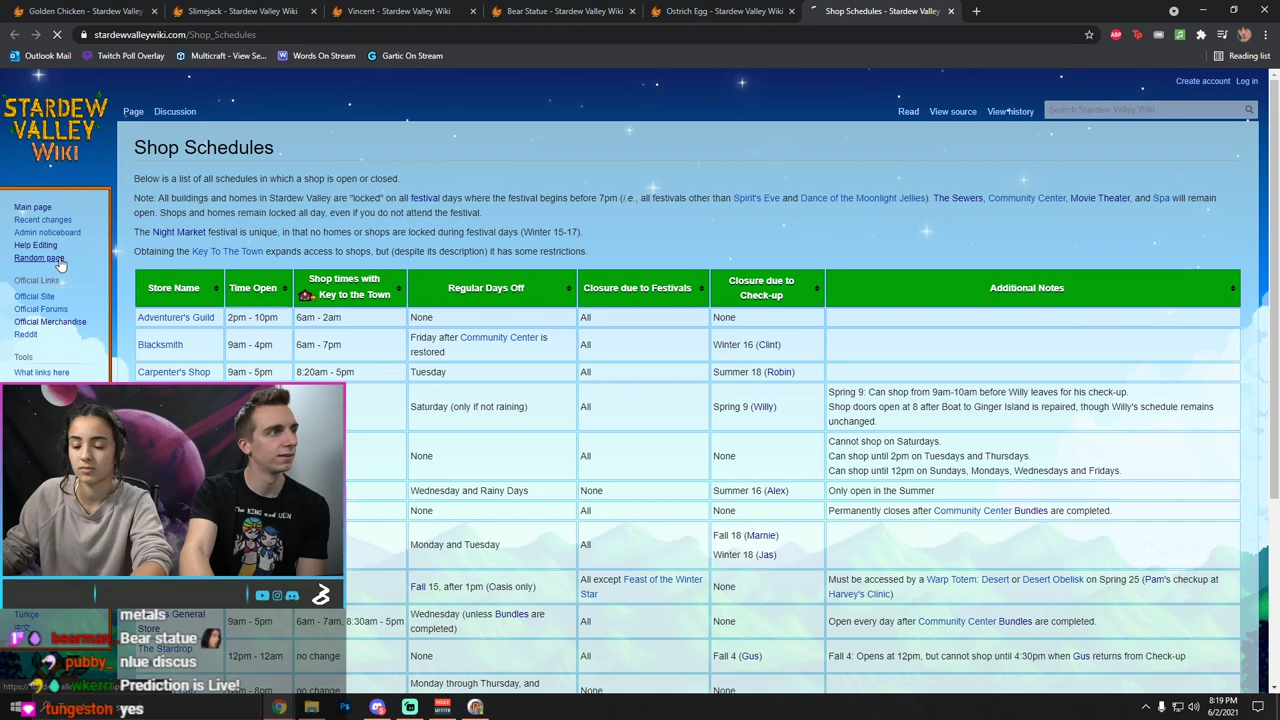 Chicken - Stardew Valley Wiki
Vincent - Stardew Valley Wiki
Bear Statue - Stardew Valley Wiki
Ostrich Egg - Stardew Valley Wiki
Shop Schedules - Stardew Valley Wiki
stardewvalleywiki.com/Shop_Schedules
Outlook Mail
Twitch Poll Overlay
Multicraft - View Se...
Words On Stream
Gartic On Stream
Reading list
Create account Log in
STARDEW
VALLEY
WIKI
Page Discussion
Read View source View history
Search Stardew Valley Wiki
Shop Schedules
Below is a list of all schedules in which a shop is open or closed.
Note: All buildings and homes in Stardew Valley are "locked" on all festival days where the festival begins before 7pm (i.e., all festivals other than Spirit's Eve and Dance of the Moonlight Jellies). The Sewers, Community Center, Movie Theater, and Spa will remain
open. Shops and homes remain locked all day, even if you do not attend the festival.
The Night Market festival is unique, in that no homes or shops are locked during festival days (Winter 15-17).
Obtaining the Key To The Town expands access to shops, but (despite its description) it has some restrictions.
Main page
Recent changes
Admin noticeboard
Help Editing
Random page
Official Links
Official Site
Official Forums
Official Merchandise
Reddit
Tools
What links here
Store Name Time Open Shop times with Key to the Town Regular Days Off Closure due to Festivals Closure due to Check-up Additional Notes
Adventurer's Guild 2pm - 10pm 6am - 2am None All None
Blacksmith 9am - 4pm 6am - 7pm Friday after Community Center is restored All Winter 16 (Clint)
Carpenter's Shop 9am - 5pm 8:20am - 5pm Tuesday All Summer 18 (Robin)
Saturday (only if not raining) All Spring 9 (Willy) Spring 9: Can shop from 9am-10am before Willy leaves for his check-up.
Shop doors open at 8 after Boat to Ginger Island is repaired, though Willy's schedule remains
unchanged.
None All None Cannot shop on Saturdays.
Can shop until 2pm on Tuesdays and Thursdays.
Can shop until 12pm on Sundays, Mondays, Wednesdays and Fridays.
Wednesday and Rainy Days None Summer 16 (Alex) Only open in the Summer
None All None Permanently closes after Community Center Bundles are completed.
Monday and Tuesday All Fall 18 (Marnie)
Winter 18 (Jas)
Fall 15, after 1pm (Oasis only) All except Feast of the Winter Star None Must be accessed by a Warp Totem: Desert or Desert Obelisk on Spring 25 (Pam's checkup at
Harvey's Clinic)
General Store 9am - 5pm 6am - 7am, 8:30am - 5pm Wednesday (unless Bundles are completed) All None Open every day after Community Center Bundles are completed.
The Stardrop 12pm - 12am no change None All Fall 4 (Gus) Fall 4: Opens at 12pm, but cannot shop until 4:30pm when Gus returns from Check-up
8pm no change Monday through Thursday, and None None
THE KING and JEN
Türkçe
中文
metals
bearman Bear statue
pubby_ nlue discus
wkerr Prediction is Live!
tungeston yes
8:19 PM
6/2/2021